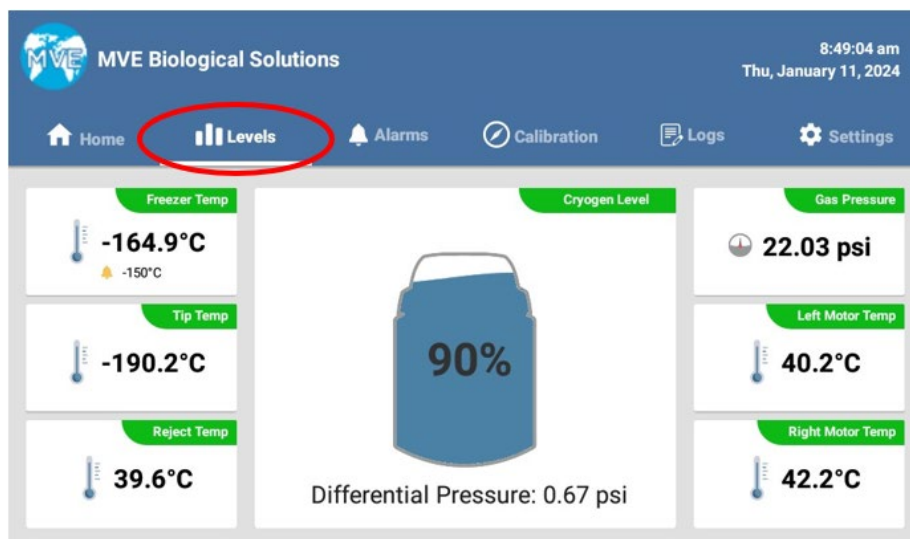 MVE
MVE Biological Solutions
8:49:04 am
Thu, January 11, 2024
Home
Levels
Alarms
Calibration
Logs
Settings
Freezer Temp
-164.9°C
-150°C
Tip Temp
-190.2°C
Reject Temp
39.6°C
Cryogen Level
90%
Differential Pressure: 0.67 psi
Gas Pressure
22.03 psi
Left Motor Temp
40.2°C
Right Motor Temp
42.2°C